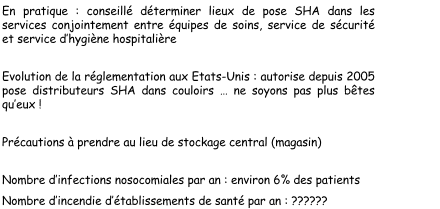 En pratique : conseillé déterminer lieux de pose SHA dans les
services conjointement entre équipes de soins, service de sécurité
et service d'hygiène hospitalière
Evolution de la réglementation aux Etats-Unis : autorise depuis 2005
pose distributeurs SHA dans couloirs … ne soyons pas plus bêtes
qu'eux !
Précautions à prendre au lieu de stockage central (magasin)
Nombre d'infections nosocomiales par an : environ 6% des patients
Nombre d'incendie d'établissements de santé par an : ??????